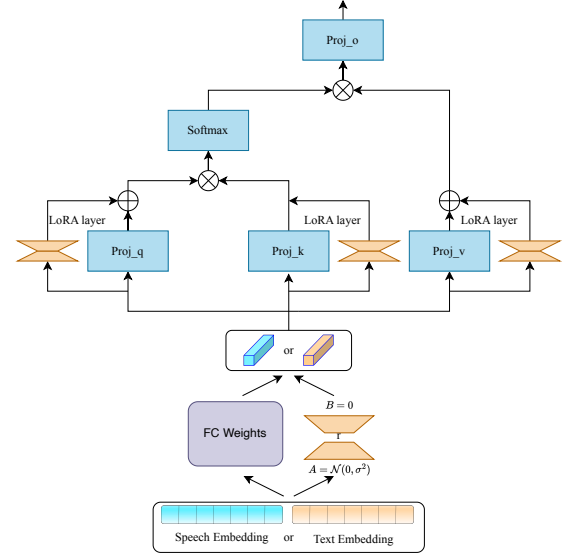 Proj_o
Softmax
LoRA layer
LoRA layer
LoRA layer
Proj_q
Proj_k
Proj_v
or
B = 0
FC Weights
r
A = 𝒩(0, σ²)
Speech Embedding or Text Embedding